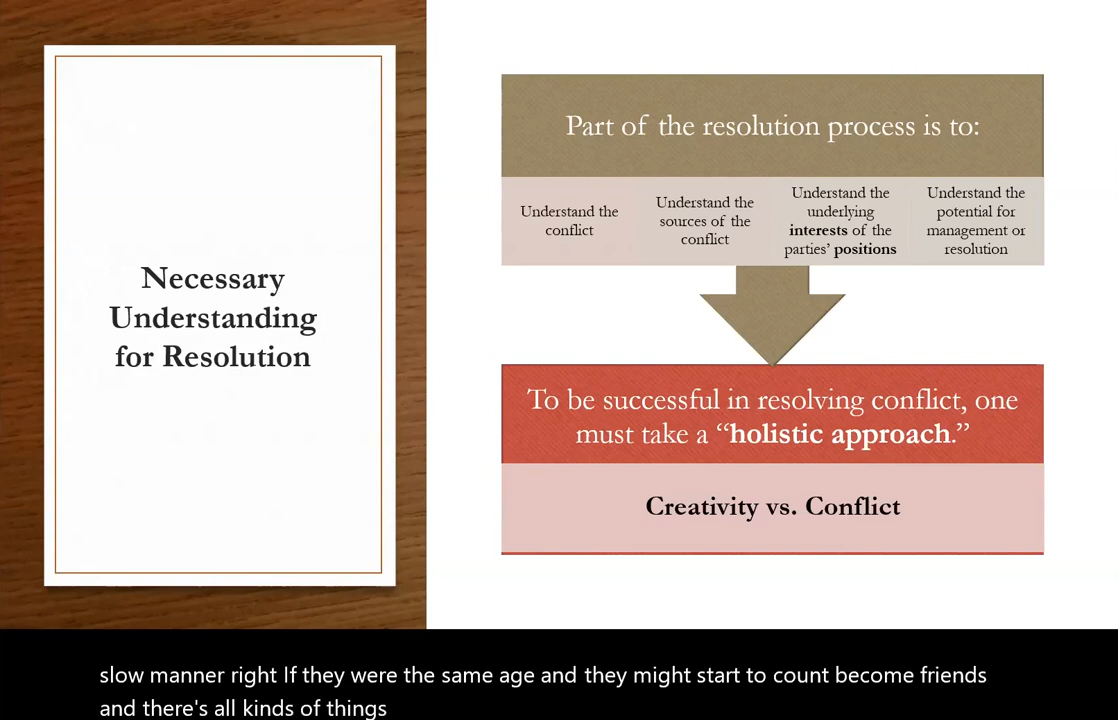 Necessary
Understanding
for Resolution
Part of the resolution process is to:
Understand the
conflict
Understand the
sources of the
conflict
Understand the
underlying
interests of the
parties’ positions
Understand the
potential for
management or
resolution
To be successful in resolving conflict, one
must take a “holistic approach.”
Creativity vs. Conflict
slow manner right If they were the same age and they might start to count become friends
and there's all kinds of things